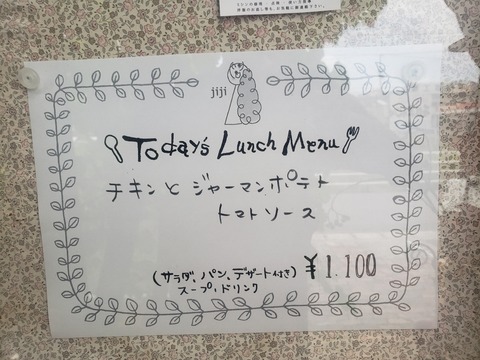 jiji
Today's Lunch Menu
チキンと ジャーマンポテト
トマトソース
(サラダ、パン、デザート付き) ¥1.100
スープ、ドリンク